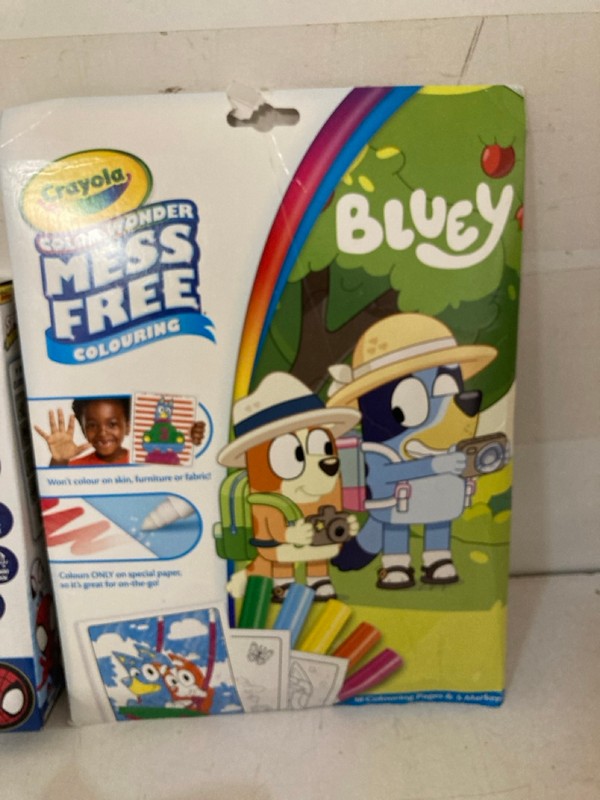 Crayola
COLOR WONDER
MESS
FREE
COLOURING
BLUEY
Won't colour on skin, furniture or fabric!
Colours ONLY on special paper,
so it's great for on-the-go!
Colouring Pages & 5 Markers